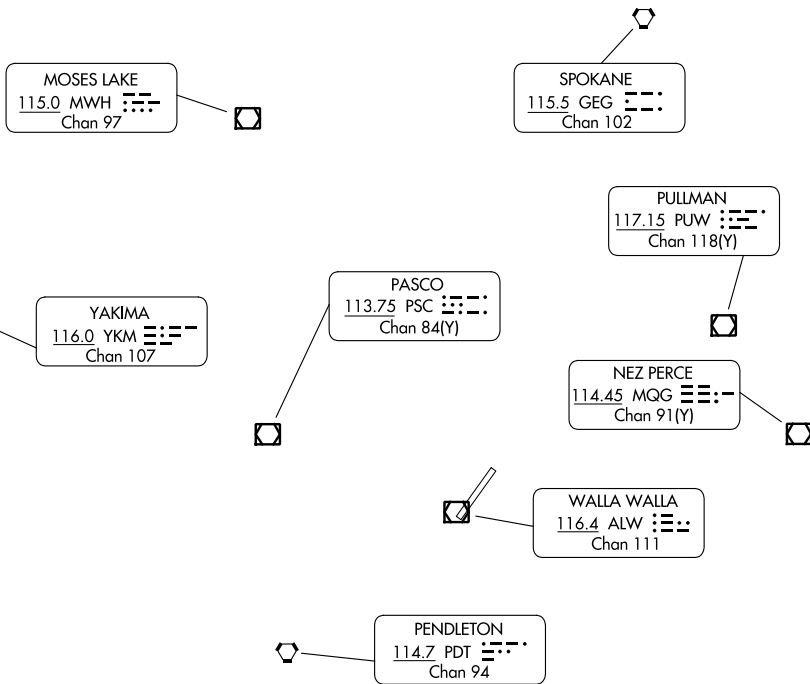 MOSES LAKE
115.0 MWH
Chan 97
SPOKANE
115.5 GEG
Chan 102
PULLMAN
117.15 PUW
Chan 118(Y)
PASCO
113.75 PSC
Chan 84(Y)
YAKIMA
116.0 YKM
Chan 107
NEZ PERCE
114.45 MQG
Chan 91(Y)
WALLA WALLA
116.4 ALW
Chan 111
PENDLETON
114.7 PDT
Chan 94